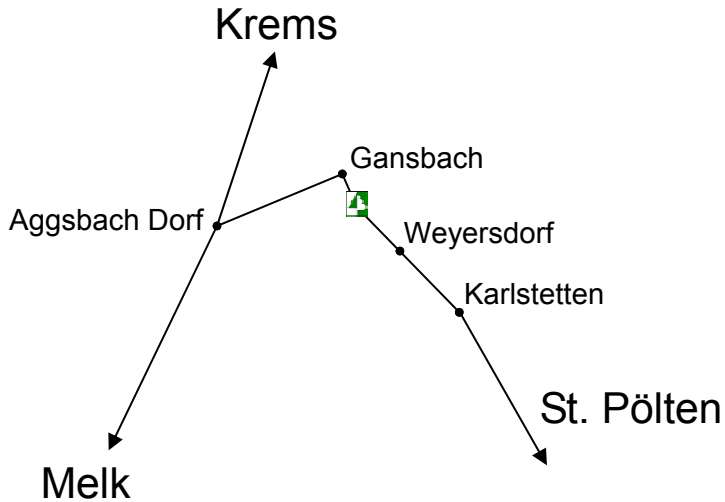 Krems
Gansbach
Aggsbach Dorf
Weyersdorf
Karlstetten
St. Pölten
Melk